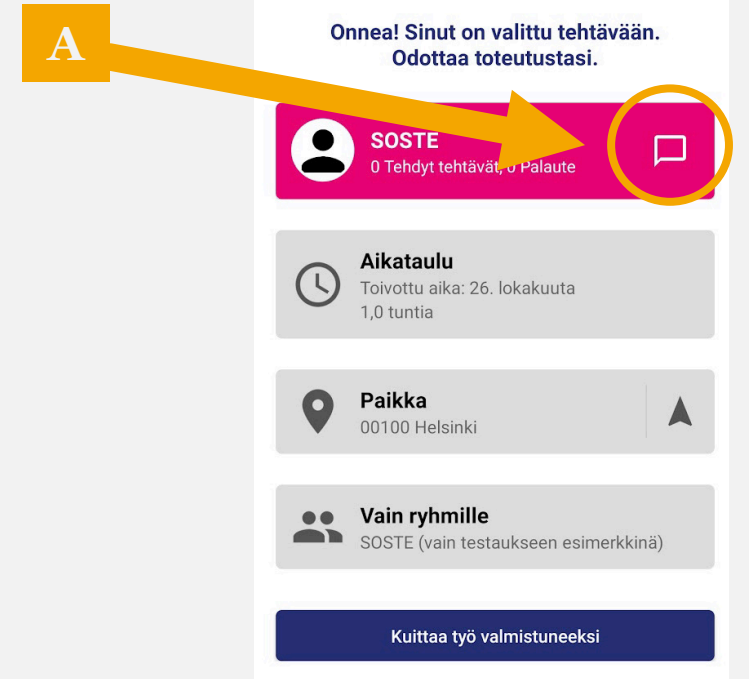 A
Onnea! Sinut on valittu tehtävään.
Odottaa toteutustasi.
SOSTE
0 Tehdyt tehtävät, 0 Palaute
Aikataulu
Toivottu aika: 26. lokakuuta
1,0 tuntia
Paikka
00100 Helsinki
Vain ryhmille
SOSTE (vain testaukseen esimerkkinä)
Kuittaa työ valmistuneeksi